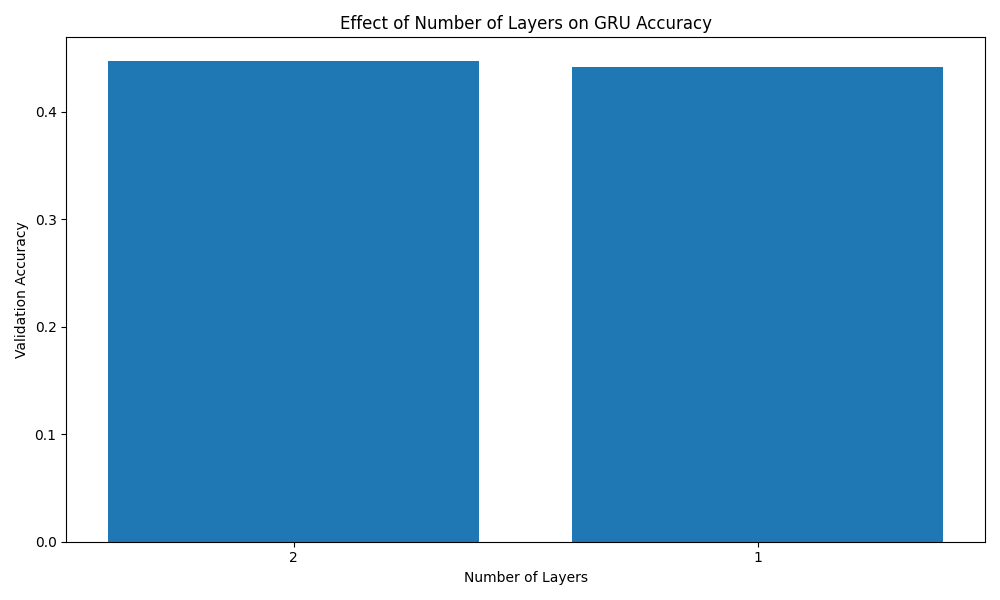 Effect of Number of Layers on GRU Accuracy
Validation Accuracy
0.4
0.3
0.2
0.1
0.0
2 1
Number of Layers